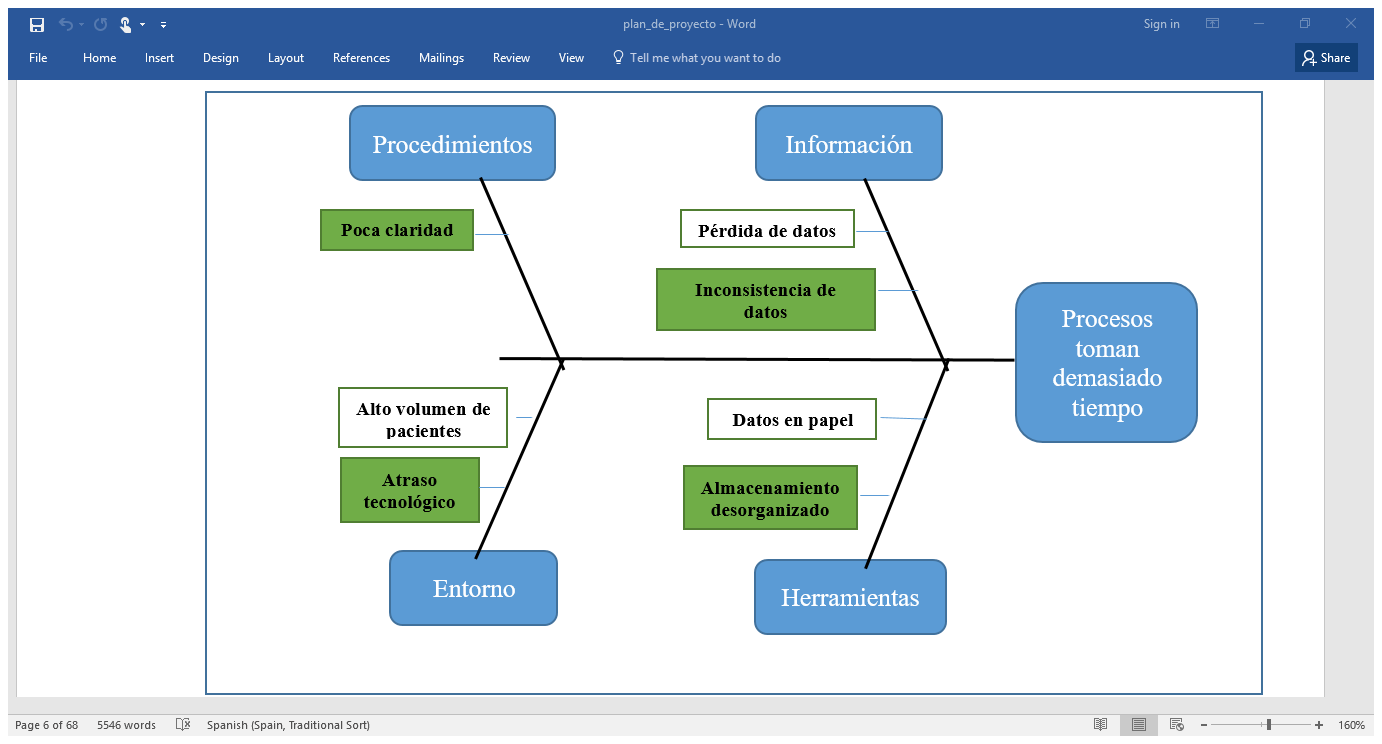 plan_de_proyecto - Word
Sign in
File Home Insert Design Layout References Mailings Review View Tell me what you want to do
Share
Procedimientos
Información
Poca claridad
Pérdida de datos
Inconsistencia de
datos
Procesos
toman
demasiado
tiempo
Alto volumen de
pacientes
Datos en papel
Atraso
tecnológico
Almacenamiento
desorganizado
Entorno
Herramientas
Page 6 of 68 5546 words Spanish (Spain, Traditional Sort) 160%